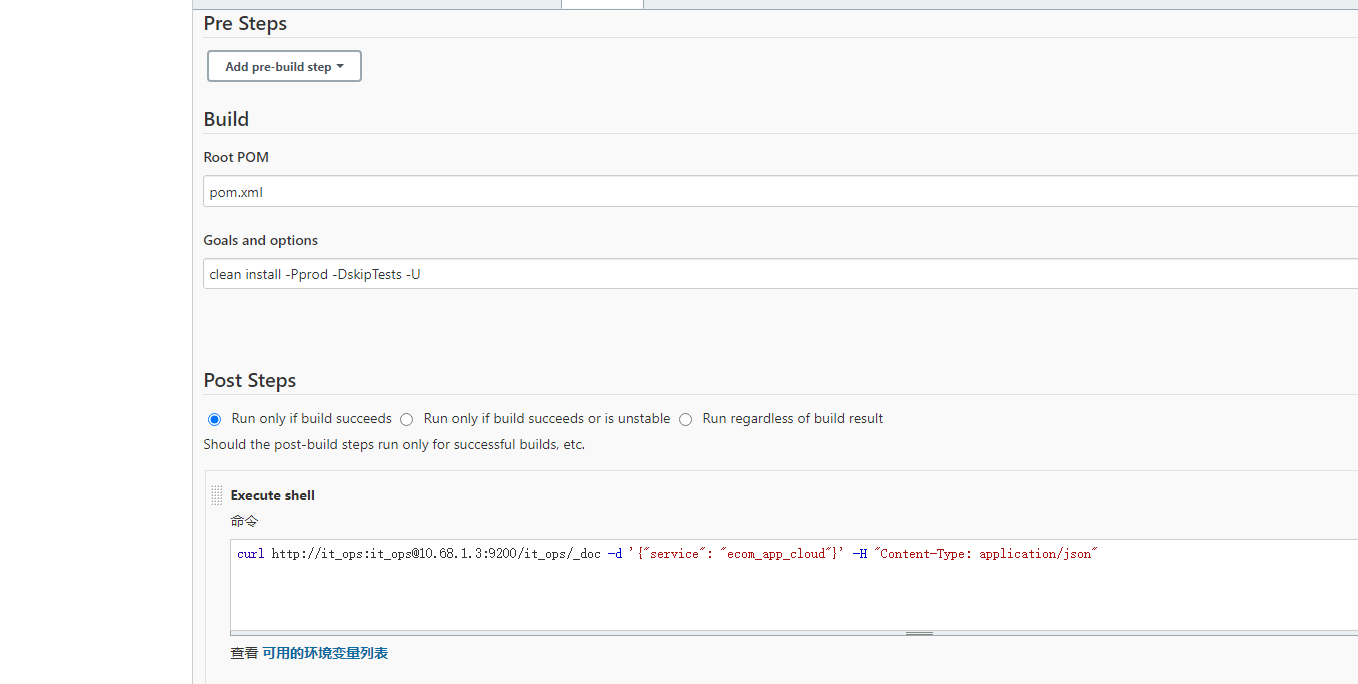 Pre Steps
Add pre-build step
Build
Root POM
pom.xml
Goals and options
clean install -Pprod -DskipTests -U
Post Steps
Run only if build succeeds Run only if build succeeds or is unstable Run regardless of build result
Should the post-build steps run only for successful builds, etc.
Execute shell
命令
curl http://it_ops:it_ops@10.68.1.3:9200/it_ops/_doc -d '{"service": "ecom_app_cloud"}' -H "Content-Type: application/json"
查看 可用的环境变量列表